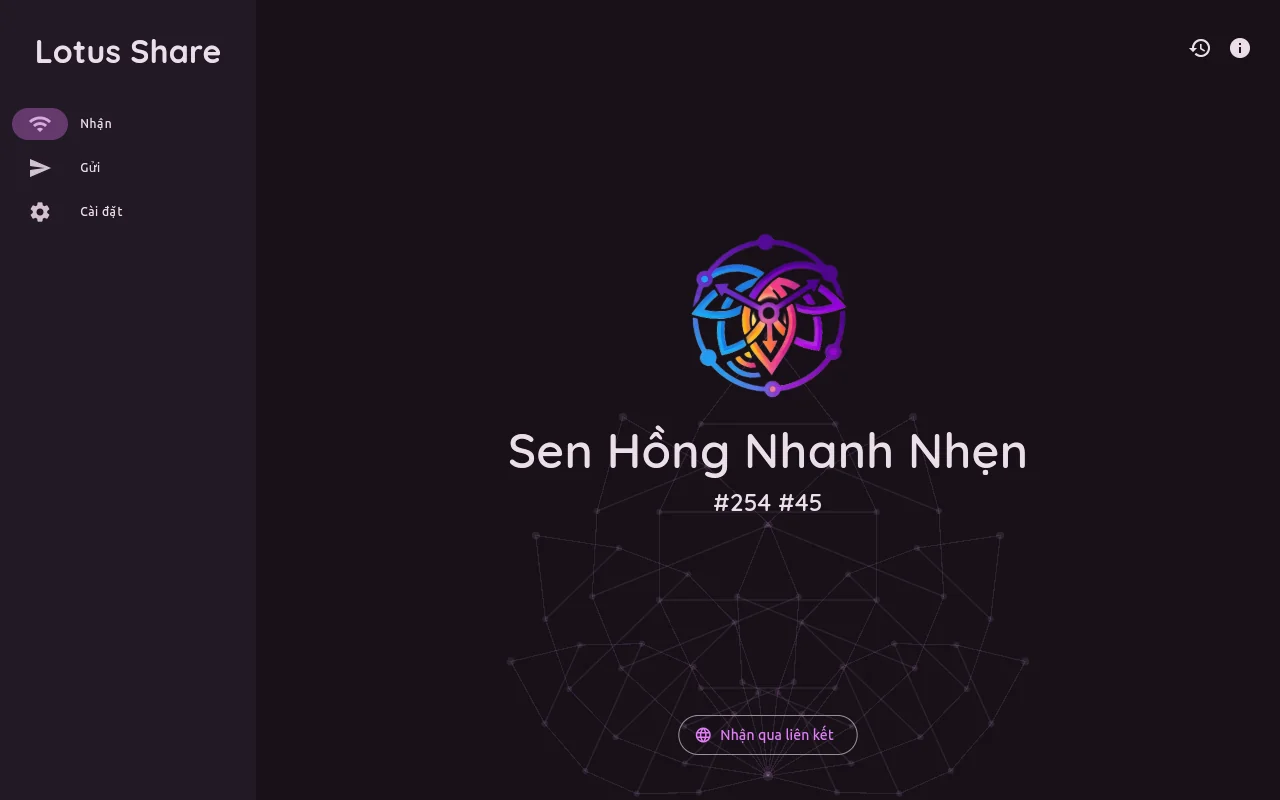 Lotus Share
Nhận
Gửi
Cài đặt
Sen Hồng Nhanh Nhẹn
#254 #45
Nhận qua liên kết